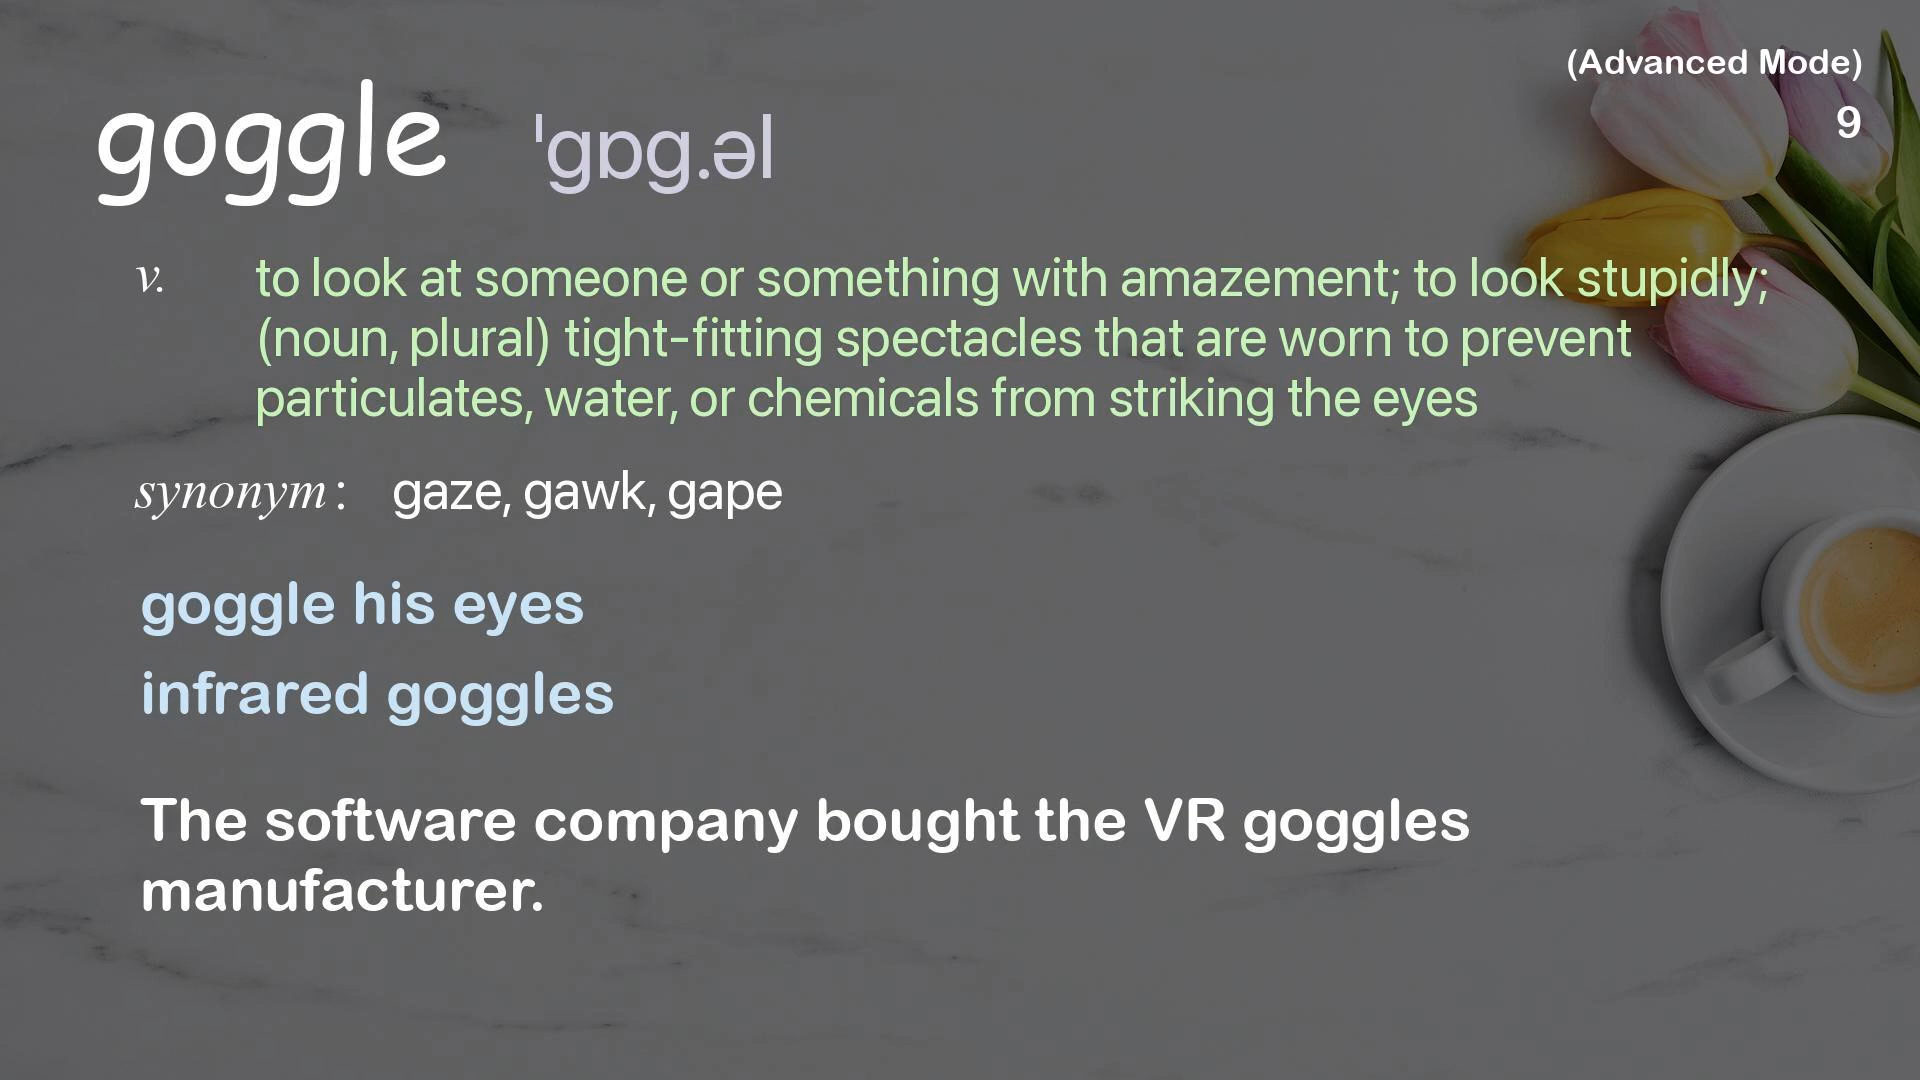 (Advanced Mode)
9
goggle ˈɡɒɡ.əl
v. to look at someone or something with amazement; to look stupidly;
(noun, plural) tight-fitting spectacles that are worn to prevent
particulates, water, or chemicals from striking the eyes
synonym: gaze, gawk, gape
goggle his eyes
infrared goggles
The software company bought the VR goggles
manufacturer.